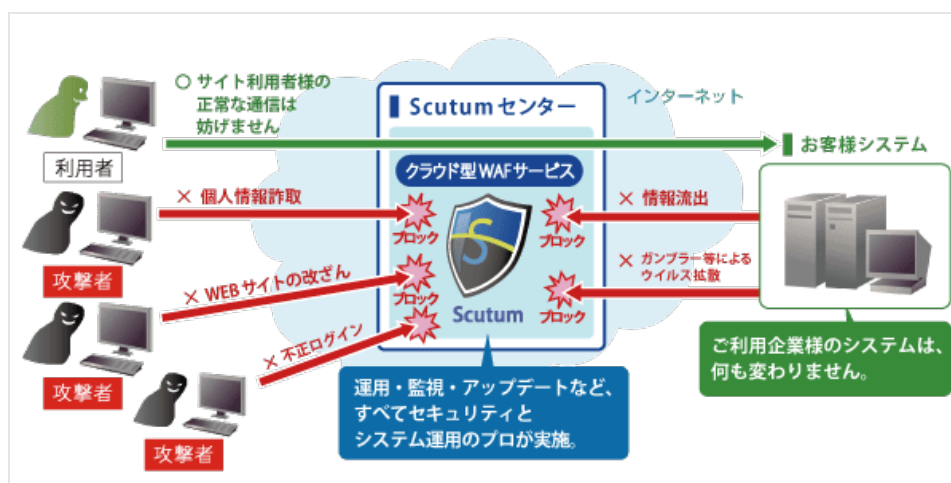 ○ サイト利用者様の
正常な通信は
妨げません
利用者
Scutumセンター
インターネット
お客様システム
クラウド型WAFサービス
× 個人情報詐取
ブロック
ブロック
× 情報流出
攻撃者
× WEBサイトの改ざん
ブロック
ブロック
× ガンブラー等による
ウイルス拡散
Scutum
攻撃者
× 不正ログイン
攻撃者
運用・監視・アップデートなど、
すべてセキュリティと
システム運用のプロが実施。
ご利用企業様のシステムは、
何も変わりません。